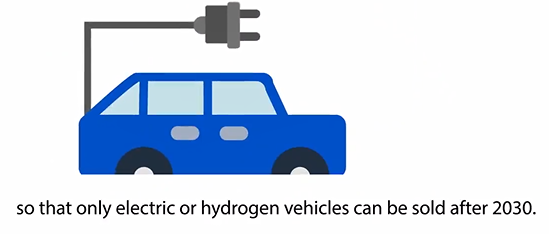 so that only electric or hydrogen vehicles can be sold after 2030.